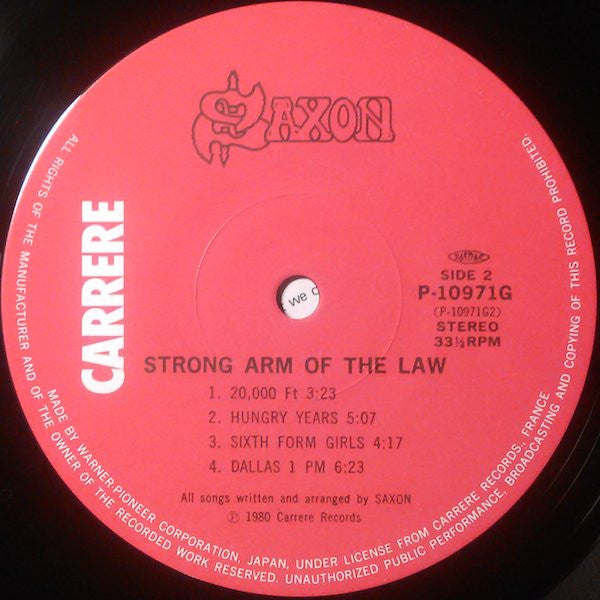 SAXON
CARRERE
JASRAC
SIDE 2
P-10971G
(P-10971G2)
STEREO
33⅓RPM
STRONG ARM OF THE LAW
1. 20,000 Ft 3:23
2. HUNGRY YEARS 5:07
3. SIXTH FORM GIRLS 4:17
4. DALLAS 1 PM 6:23
All songs written and arranged by SAXON
Ⓟ 1980 Carrere Records
ALL RIGHTS OF THE MANUFACTURER AND OF THE OWNER OF THE RECORDED WORK RESERVED. UNAUTHORIZED PUBLIC PERFORMANCE, BROADCASTING AND COPYING OF THIS RECORD PROHIBITED.
MADE BY WARNER-PIONEER CORPORATION, JAPAN, UNDER LICENSE FROM CARRERE RECORDS., FRANCE
we